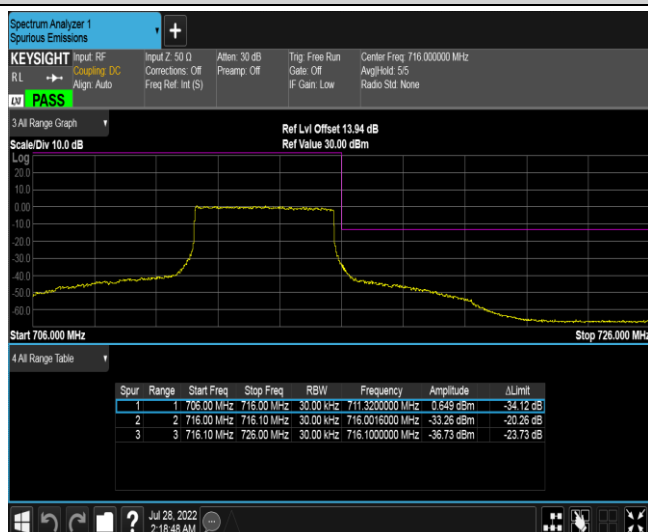 Spectrum Analyzer 1
Spurious Emissions
+
KEYSIGHT Input: RF Input Z: 50 Ω Atten: 30 dB Trig: Free Run Center Freq: 716.000000 MHz
RL Coupling: DC Corrections: Off Preamp: Off Gate: Off Avg|Hold: 5/5
Align: Auto Freq Ref: Int (S) IF Gain: Low Radio Std: None
LXI PASS
3 All Range Graph
Ref Lvl Offset 13.94 dB
Scale/Div 10.0 dB Ref Value 30.00 dBm
Log
20.0
10.0
0.00
-10.0
-20.0
-30.0
-40.0
-50.0
-60.0
Start 706.000 MHz Stop 726.000 MHz
4 All Range Table
Spur Range Start Freq Stop Freq RBW Frequency Amplitude ΔLimit
1 1 706.00 MHz 716.00 MHz 30.00 kHz 711.3200000 MHz 0.649 dBm -34.12 dB
2 2 716.00 MHz 716.10 MHz 30.00 kHz 716.0016000 MHz -33.26 dBm -20.26 dB
3 3 716.10 MHz 726.00 MHz 30.00 kHz 716.1000000 MHz -36.73 dBm -23.73 dB
? Jul 28, 2022
2:18:48 AM